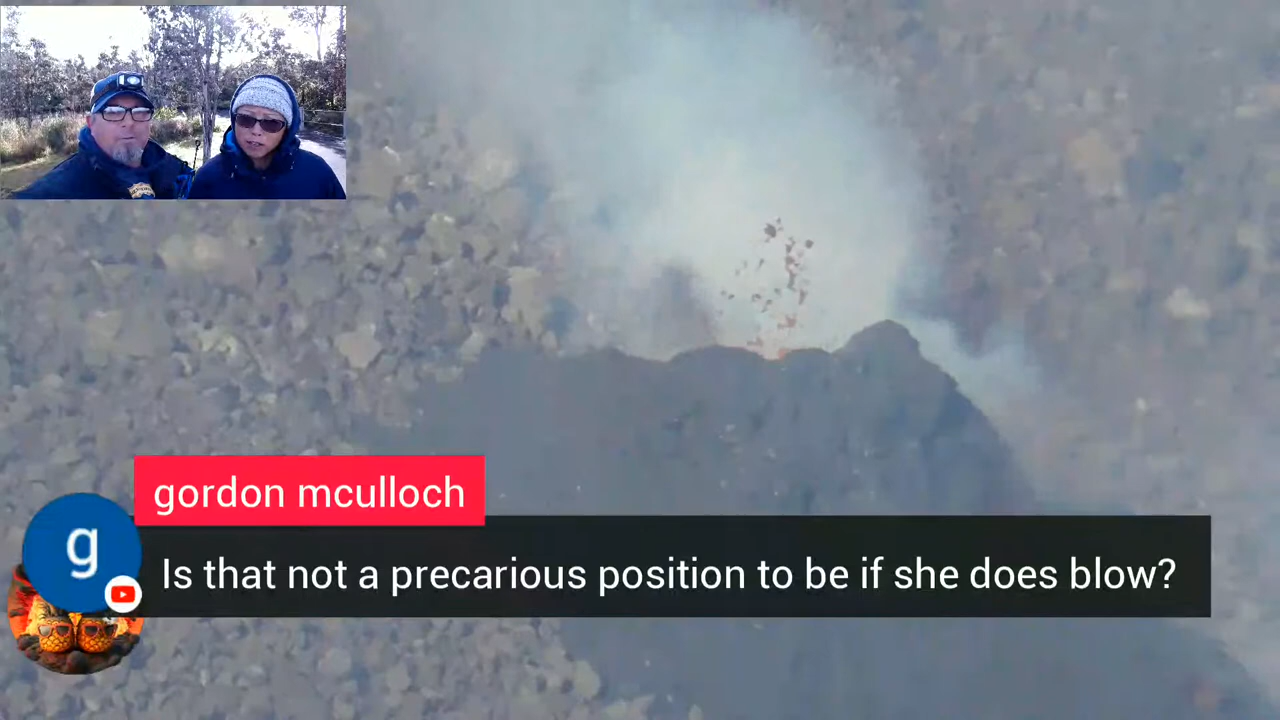 gordon mculloch
g
Is that not a precarious position to be if she does blow?